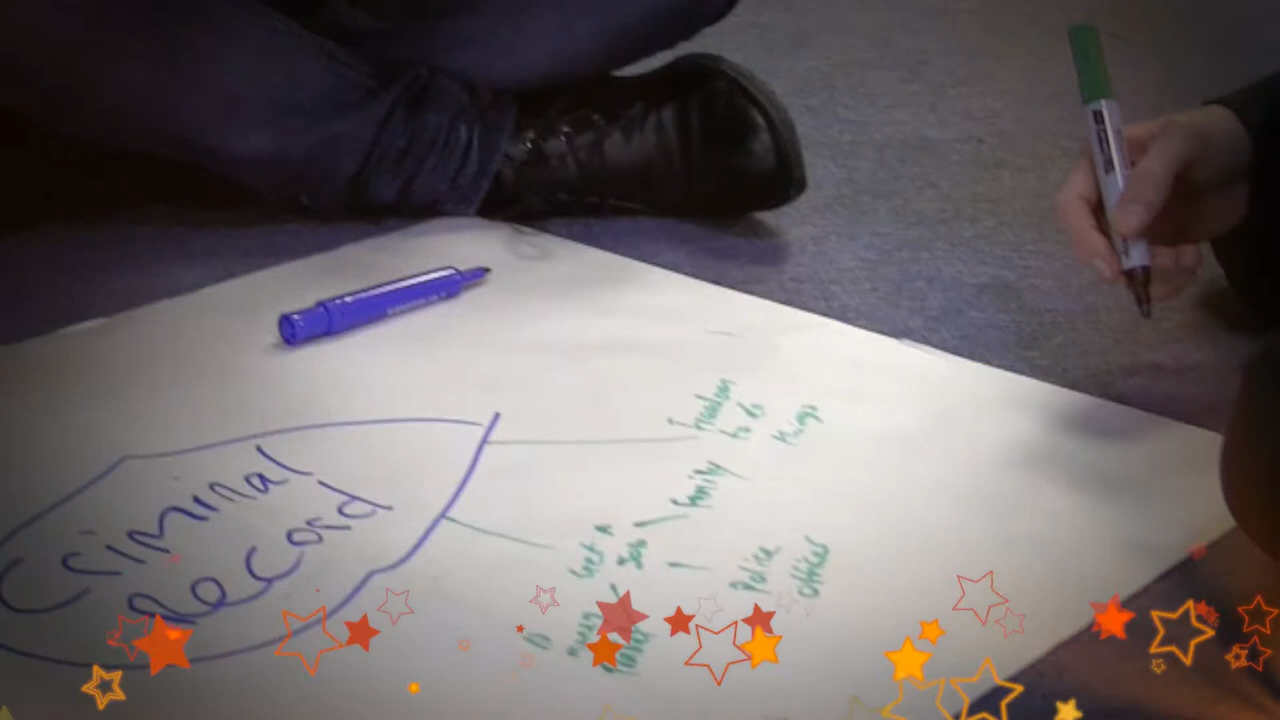 Criminal
Record
freedom
to do
things
family
Get a
Job
Police
officer